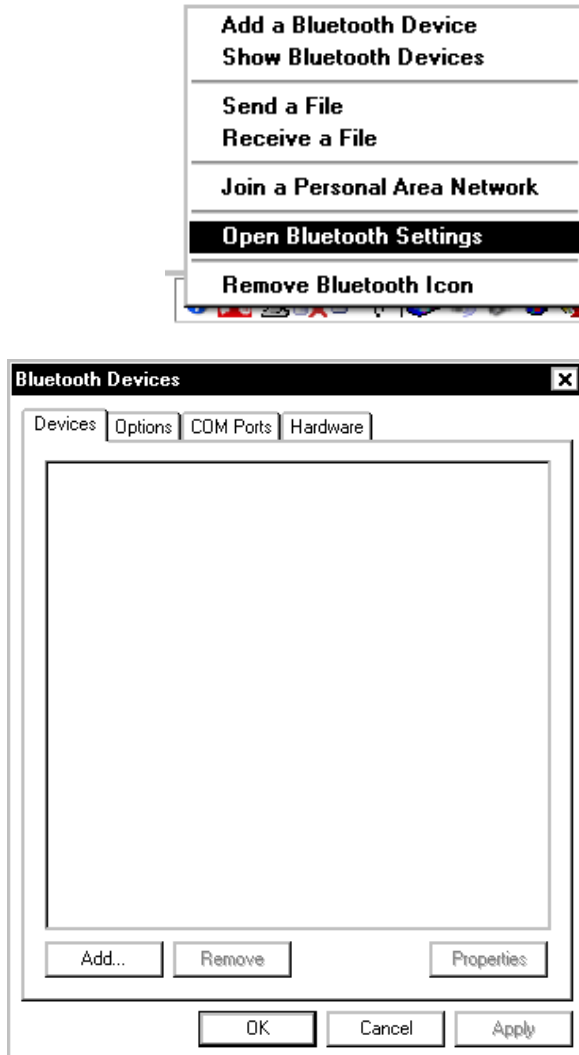 Add a Bluetooth Device
Show Bluetooth Devices
Send a File
Receive a File
Join a Personal Area Network
Open Bluetooth Settings
Remove Bluetooth Icon
Bluetooth Devices
Devices Options COM Ports Hardware
Add... Remove Properties
OK Cancel Apply